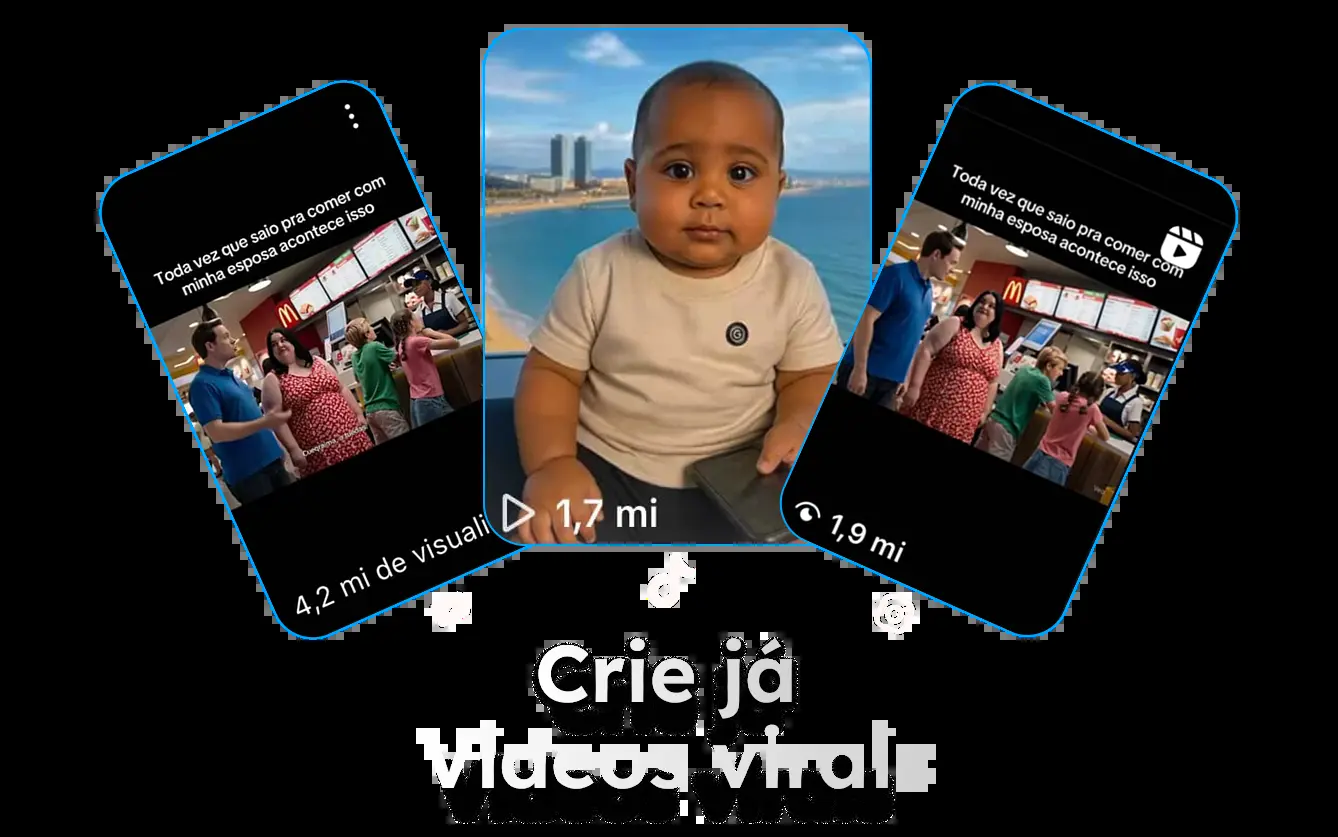 Toda vez que saio pra comer com
minha esposa acontece isso
4,2 mi de visuali
G
1,7 mi
Toda vez que saio pra comer com
minha esposa acontece isso
1,9 mi
Crie já
Videos virais